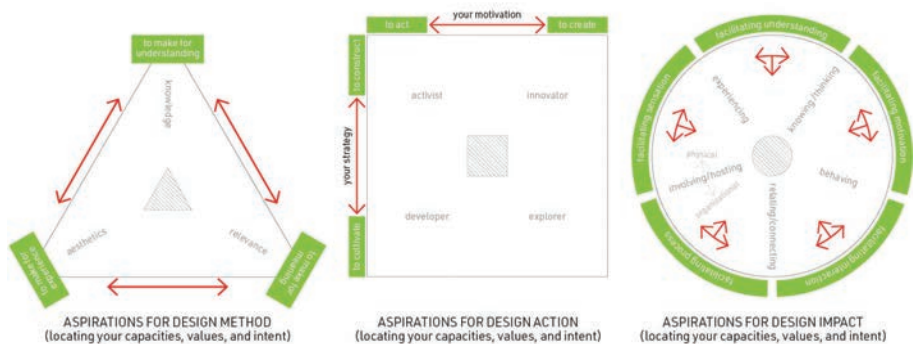 to make for
understanding
knowledge
aesthetics
relevance
to make for
experience
to make for
meaning
ASPIRATIONS FOR DESIGN METHOD
(locating your capacities, values, and intent)
your motivation
to act
to create
to construct
your strategy
to cultivate
activist
innovator
developer
explorer
ASPIRATIONS FOR DESIGN ACTION
(locating your capacities, values, and intent)
facilitating understanding
facilitating sensation
facilitating motivation
experiencing
knowing/thinking
physical
involving/hosting
organizational
behaving
relating/connecting
facilitating process
facilitating interaction
ASPIRATIONS FOR DESIGN IMPACT
(locating your capacities, values, and intent)